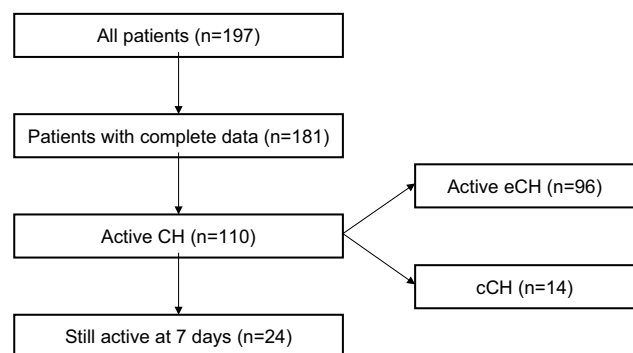 All patients (n=197)
Patients with complete data (n=181)
Active eCH (n=96)
Active CH (n=110)
cCH (n=14)
Still active at 7 days (n=24)